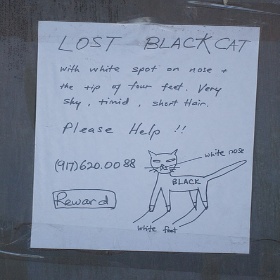 LOST BLACK CAT
with white spot on nose +
the tip of four feet. Very
shy, timid, short Hair.
Please Help !!
(917)620.0088
white nose
BLACK
Reward
white feet